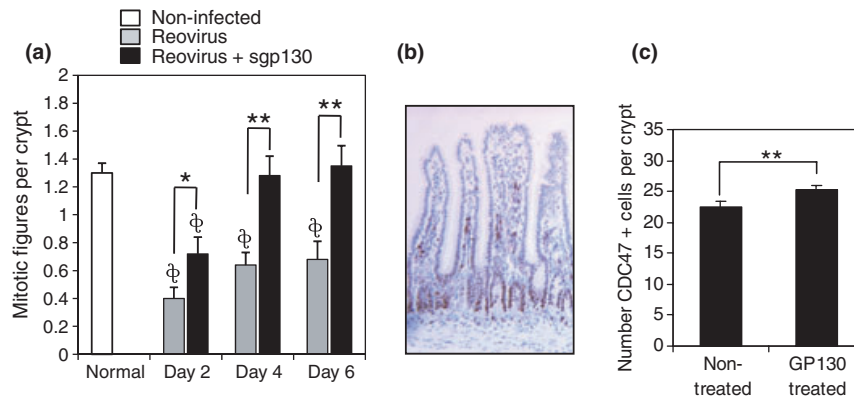 Non-infected
Reovirus
Reovirus + sgp130
(a)
Mitotic figures per crypt
2
1.8
1.6
1.4
1.2
1
0.8
0.6
0.4
0.2
0
*
**
**
Normal
Day 2
Day 4
Day 6
(b)
(c)
Number CDC47 + cells per crypt
35
30
25
20
15
10
5
0
**
Non-
treated
GP130
treated